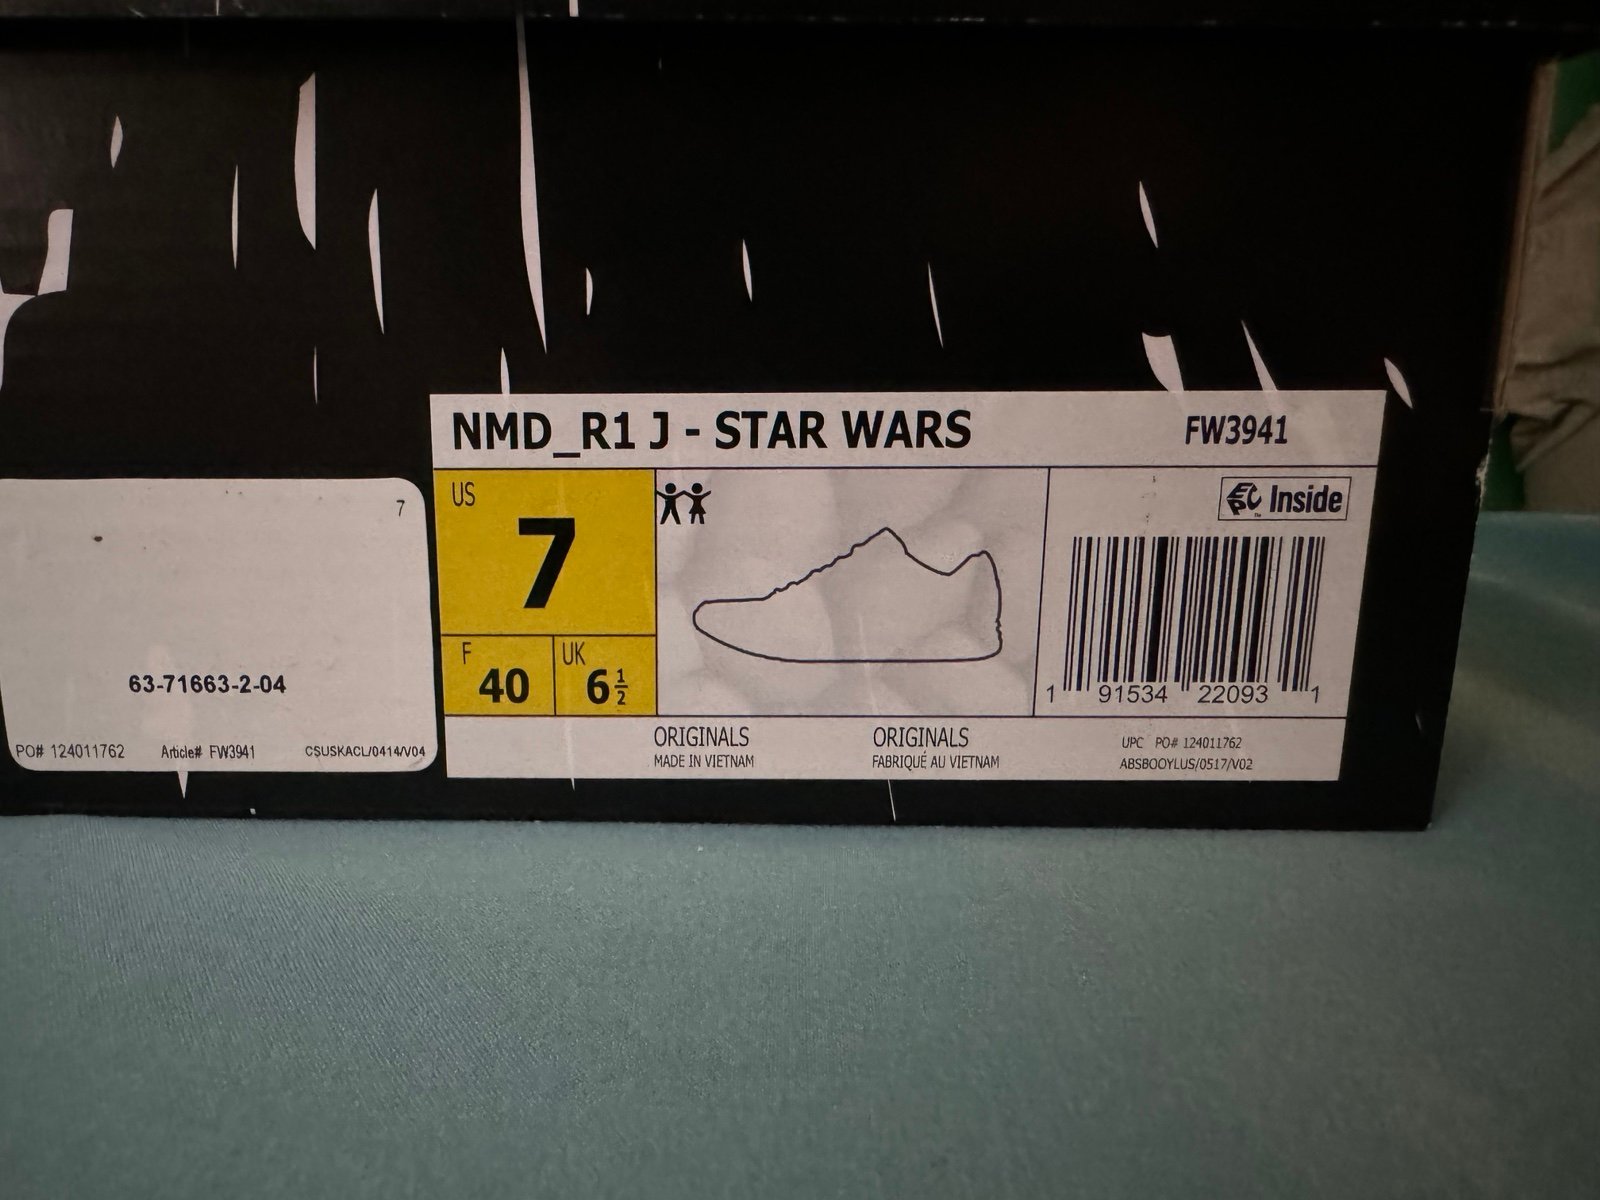 7
63-71663-2-04
PO# 124011762 Article# FW3941 CSUSKACL/0414/V04
NMD_R1 J - STAR WARS FW3941
US
7
F
40
UK
6½
EPC Inside
1 91534 22093 1
ORIGINALS
MADE IN VIETNAM
ORIGINALS
FABRIQUÉ AU VIETNAM
UPC PO# 124011762
ABSBOOYLUS/0517/V02